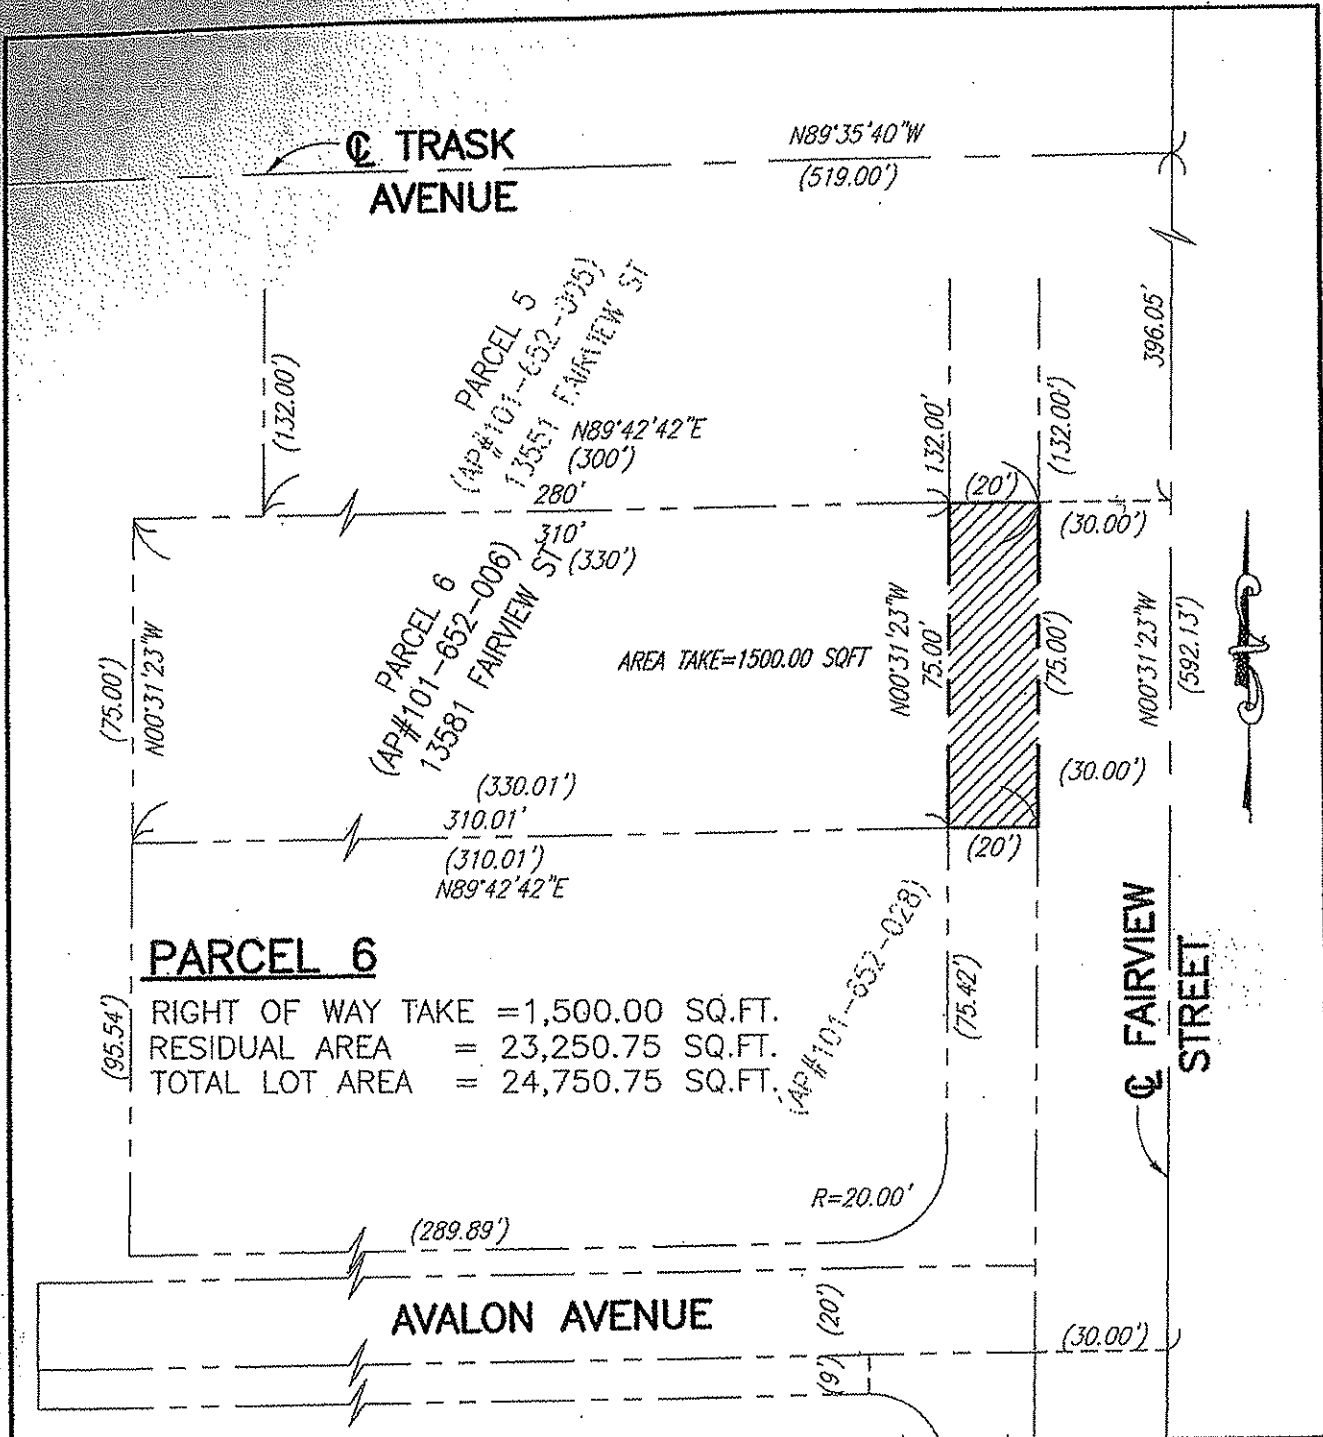 ℄ TRASK
AVENUE
N89°35'40"W
(519.00')
396.05'
PARCEL 5
(AP#101-652-005)
13551 FAIRVIEW ST
(132.00')
N89°42'42"E
(300')
280'
310'
(330')
132.00'
(132.00')
(20')
(30.00')
PARCEL 6
(AP#101-652-006)
13581 FAIRVIEW ST
(75.00')
N00°31'23"W
AREA TAKE=1500.00 SQFT
N00°31'23"W
75.00'
(75.00')
N00°31'23"W
(592.13')
(30.00')
(330.01')
310.01'
(310.01')
N89°42'42"E
(20')
PARCEL 6
RIGHT OF WAY TAKE =1,500.00 SQ.FT.
RESIDUAL AREA = 23,250.75 SQ.FT.
TOTAL LOT AREA = 24,750.75 SQ.FT.
(95.54')
(AP#101-652-028)
(75.42')
℄ FAIRVIEW
STREET
R=20.00'
(289.89')
AVALON AVENUE
(20')
(9')
(30.00')